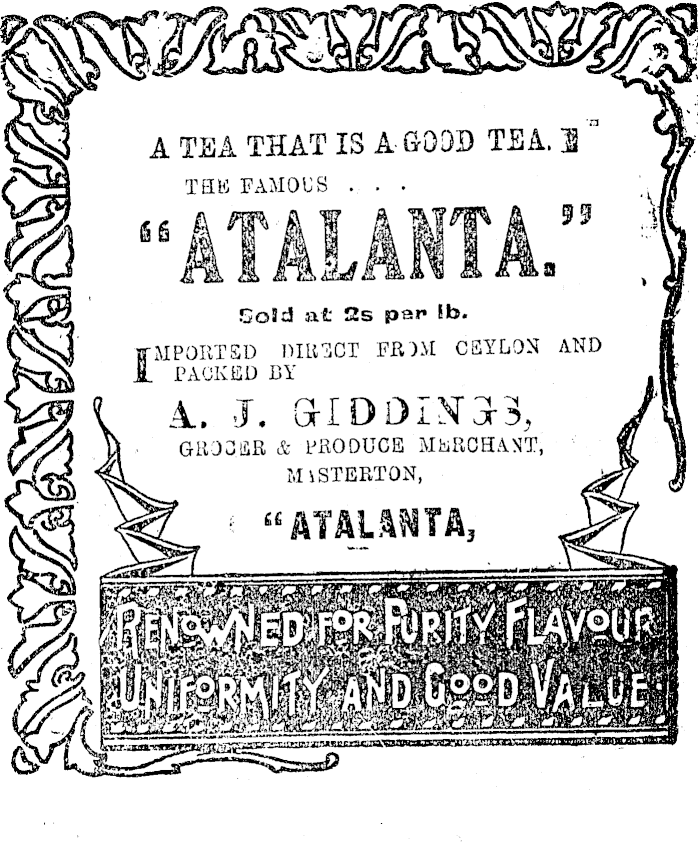 A TEA THAT IS A GOOD TEA.
THE FAMOUS . . .
“ATALANTA.”
Sold at 2s per lb.
IMPORTED DIRECT FROM CEYLON AND
PACKED BY
A. J. GIDDINGS,
GROCER & PRODUCE MERCHANT,
MASTERTON,
“ATALANTA,
RENOWNED FOR PURITY FLAVOUR
UNIFORMITY AND GOOD VALUE